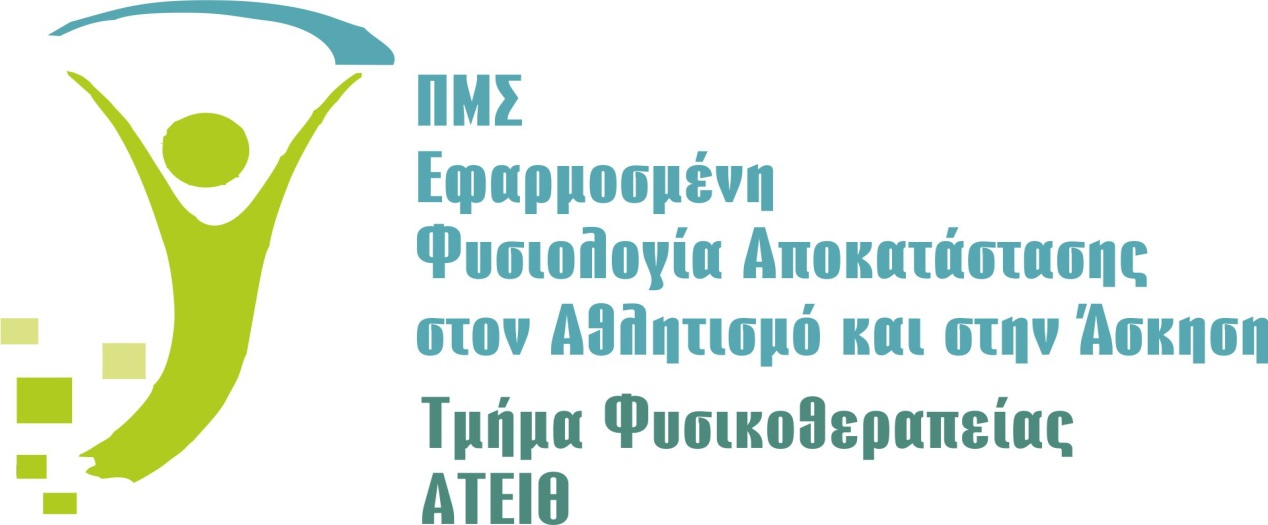 ΠΜΣ
Εφαρμοσμένη
Φυσιολογία Αποκατάστασης
στον Αθλητισμό και στην Άσκηση
Τμήμα Φυσικοθεραπείας
ΑΤΕΙΘ